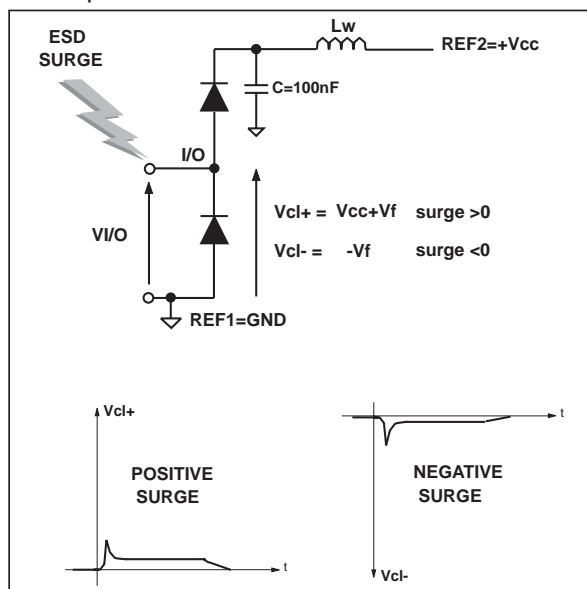 ESD
SURGE
Lw
REF2=+Vcc
C=100nF
I/O
VI/O
Vcl+ = Vcc+Vf surge >0
Vcl- = -Vf surge <0
REF1=GND
Vcl+
POSITIVE
SURGE
t
t
NEGATIVE
SURGE
Vcl-